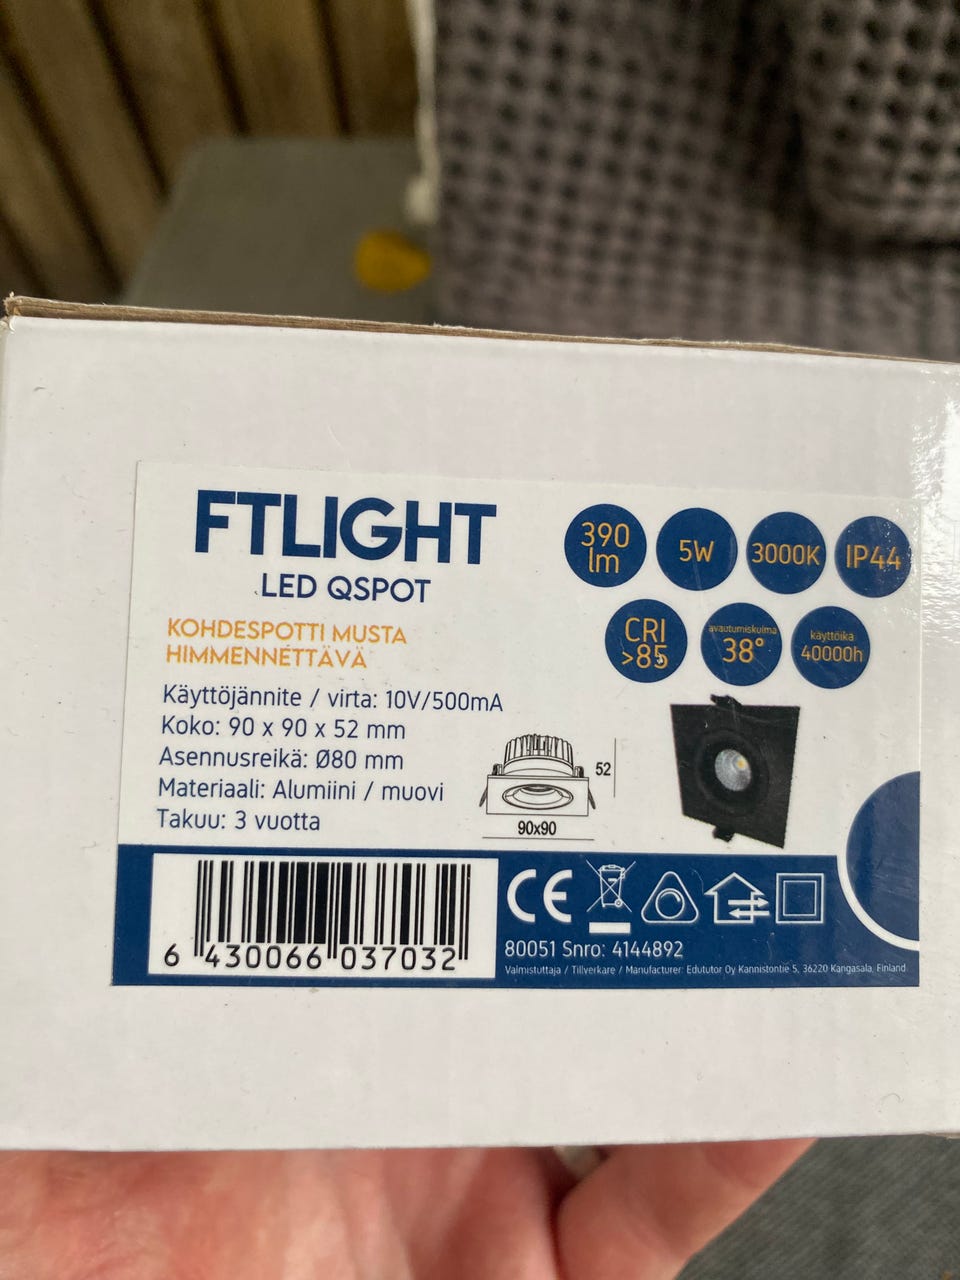 FTLIGHT
LED QSPOT
KOHDESPOTTI MUSTA
HIMMENNETTÄVÄ
Käyttöjännite / virta: 10V/500mA
Koko: 90 x 90 x 52 mm
Asennusreikä: Ø80 mm
Materiaali: Alumiini / muovi
Takuu: 3 vuotta
390
lm
5W
3000K
IP44
CRI
>85
avautumiskulma
38°
käyttöikä
40000h
52
90x90
CE
6 430066 037032
80051 Snro: 4144892
Valmistuttaja / Tillverkare / Manufacturer: Edututor Oy Kannistontie 5, 36220 Kangasala, Finland